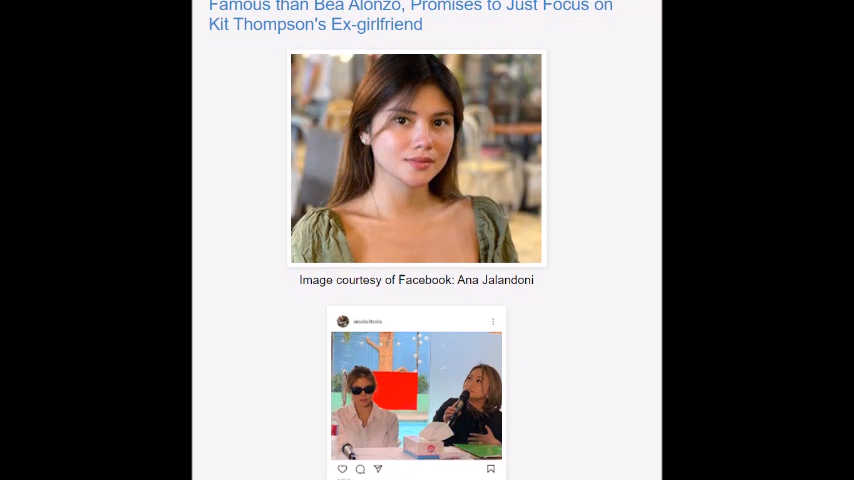 Famous than Bea Alonzo, Promises to Just Focus on
Kit Thompson's Ex-girlfriend
Image courtesy of Facebook: Ana Jalandoni